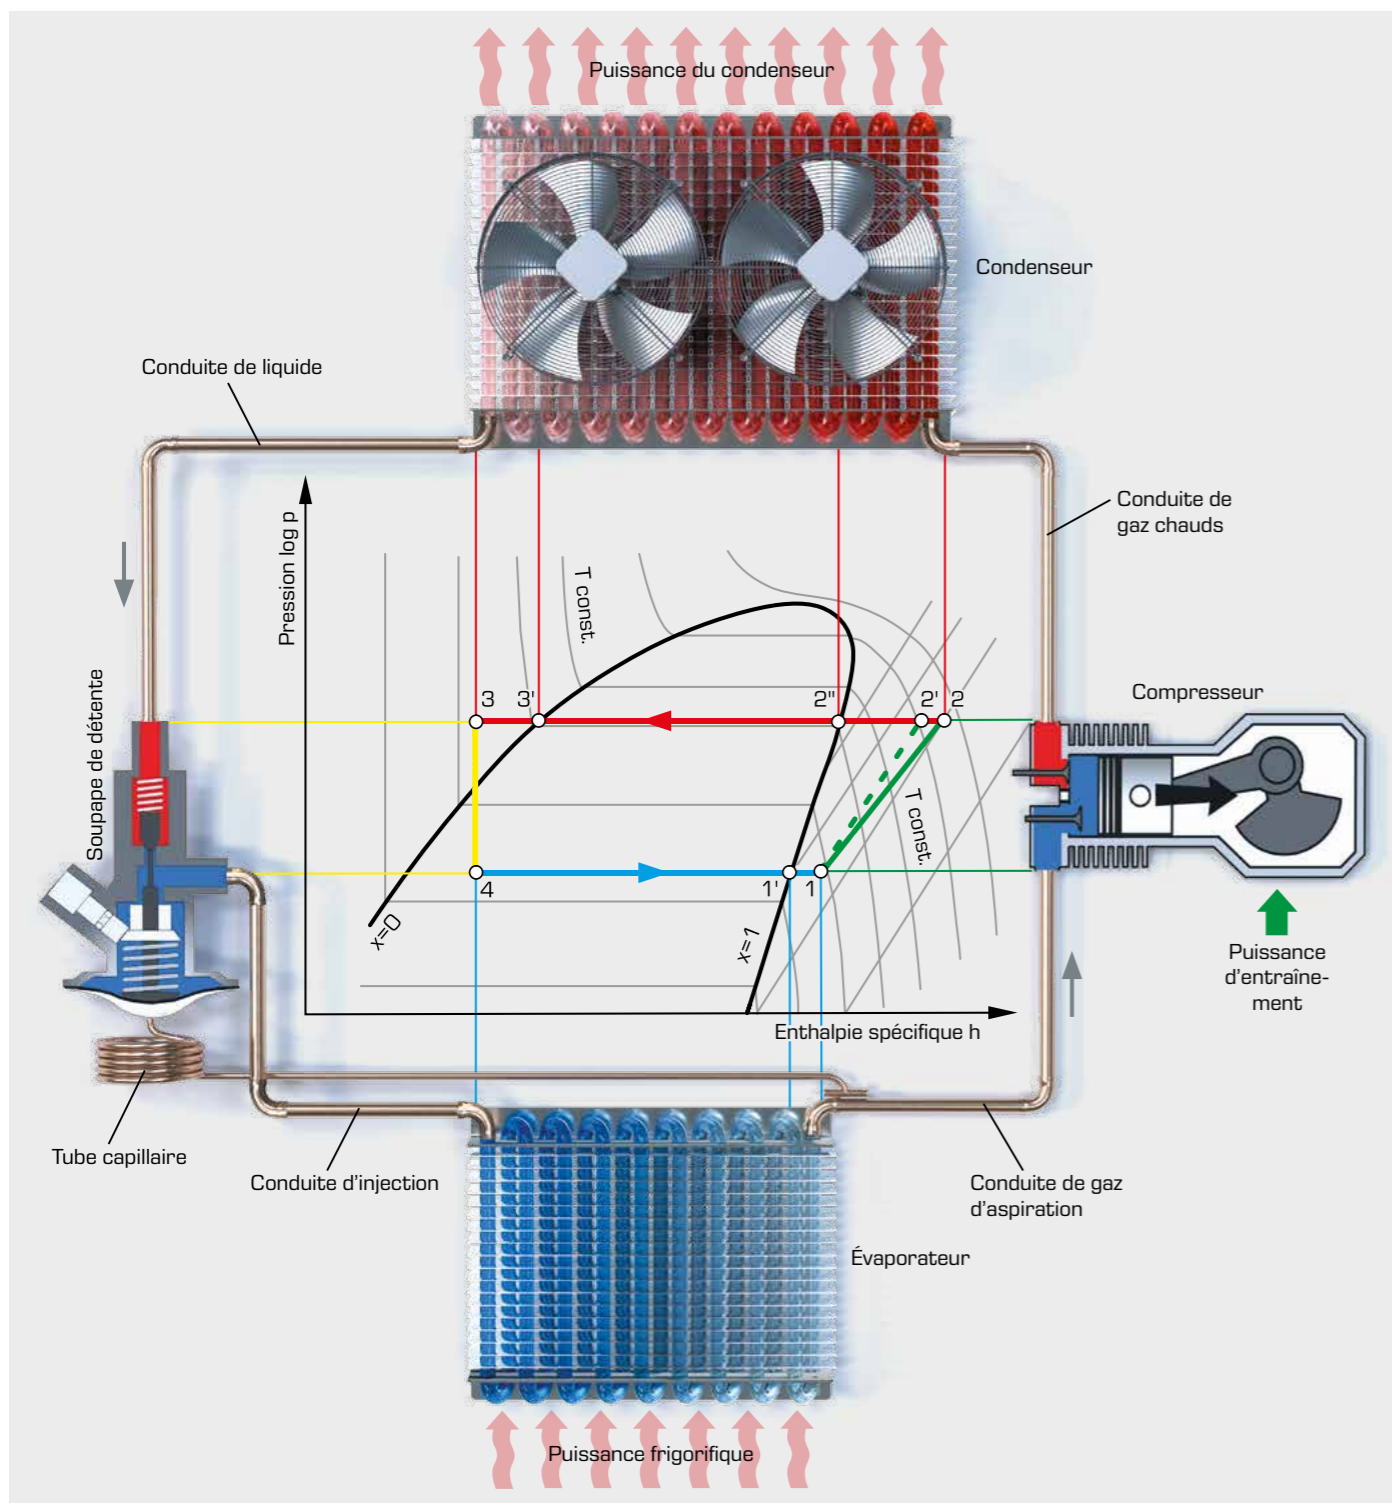 Puissance du condenseur
Condenseur
Conduite de liquide
Conduite de
gaz chauds
Pression log p
T const.
Soupape de détente
3
3'
2"
2'
2
Compresseur
T const.
4
1'
1
x=0
x=1
Puissance
d'entraîne-
ment
Enthalpie spécifique h
Tube capillaire
Conduite d'injection
Conduite de gaz
d'aspiration
Évaporateur
Puissance frigorifique